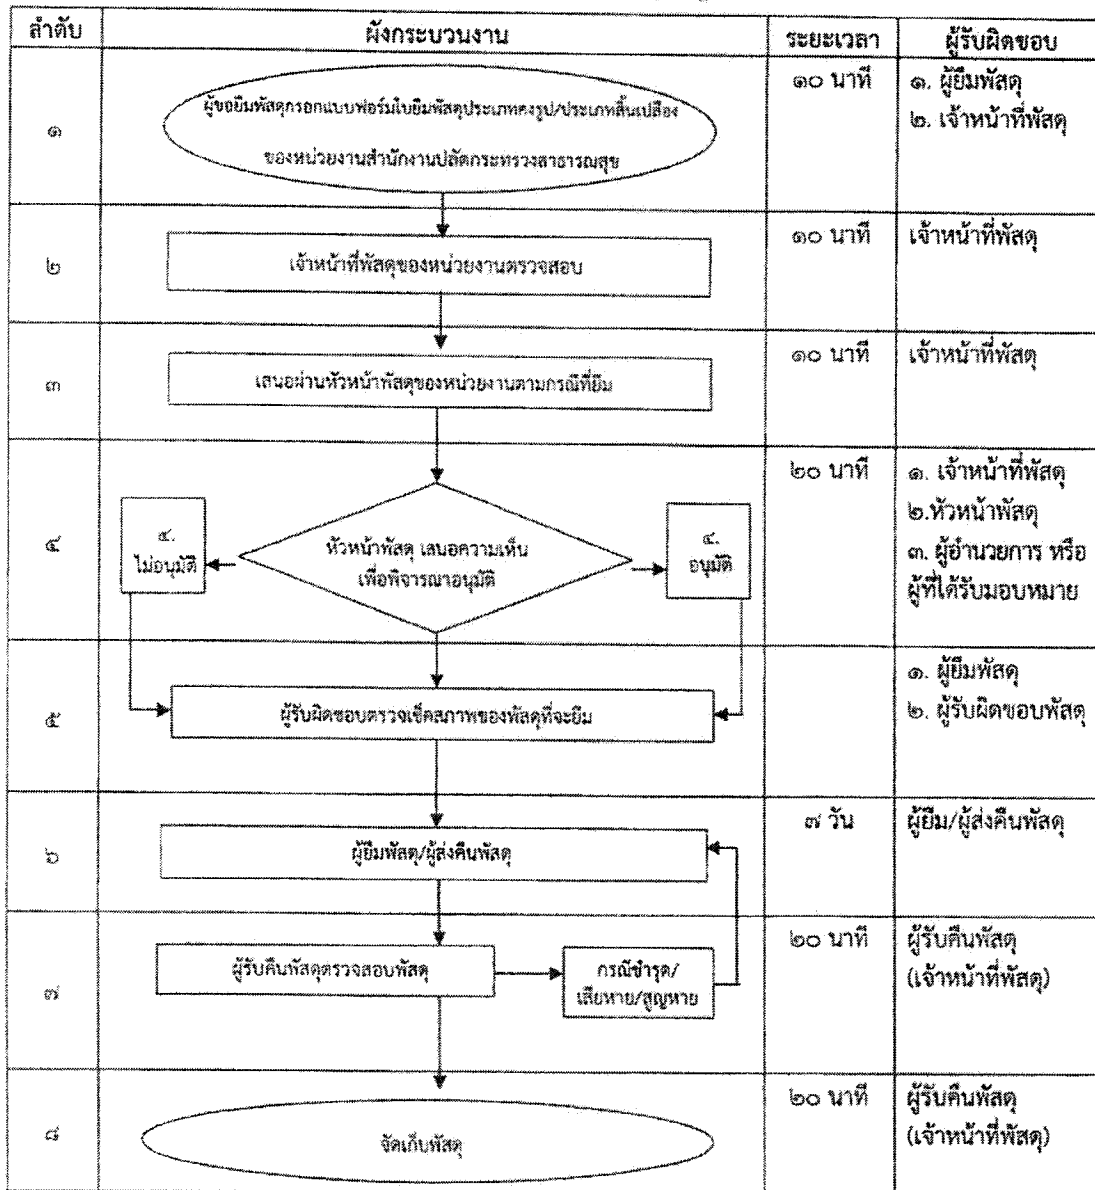 ลำดับ
ผังกระบวนงาน
ระยะเวลา
ผู้รับผิดชอบ
๑
ผู้ขอยืมพัสดุกรอกแบบฟอร์มใบยืมพัสดุประเภทคงรูป/ประเภทสิ้นเปลือง
ของหน่วยงานสำนักงานปลัดกระทรวงสาธารณสุข
๑๐ นาที
๑. ผู้ยืมพัสดุ
๒. เจ้าหน้าที่พัสดุ
๒
เจ้าหน้าที่พัสดุของหน่วยงานตรวจสอบ
๑๐ นาที
เจ้าหน้าที่พัสดุ
๓
เสนอผ่านหัวหน้าพัสดุของหน่วยงานตามกรณีที่ยืม
๑๐ นาที
เจ้าหน้าที่พัสดุ
๔
๔.
ไม่อนุมัติ
หัวหน้าพัสดุ เสนอความเห็น
เพื่อพิจารณาอนุมัติ
๔.
อนุมัติ
๒๐ นาที
๑. เจ้าหน้าที่พัสดุ
๒.หัวหน้าพัสดุ
๓. ผู้อำนวยการ หรือ
ผู้ที่ได้รับมอบหมาย
๕
ผู้รับผิดชอบตรวจเช็คสภาพของพัสดุที่จะยืม
๑. ผู้ยืมพัสดุ
๒. ผู้รับผิดชอบพัสดุ
๖
ผู้ยืมพัสดุ/ผู้ส่งคืนพัสดุ
๗ วัน
ผู้ยืม/ผู้ส่งคืนพัสดุ
๗
ผู้รับคืนพัสดุตรวจสอบพัสดุ
กรณีชำรุด/
เสียหาย/สูญหาย
๒๐ นาที
ผู้รับคืนพัสดุ
(เจ้าหน้าที่พัสดุ)
๘
จัดเก็บพัสดุ
๒๐ นาที
ผู้รับคืนพัสดุ
(เจ้าหน้าที่พัสดุ)